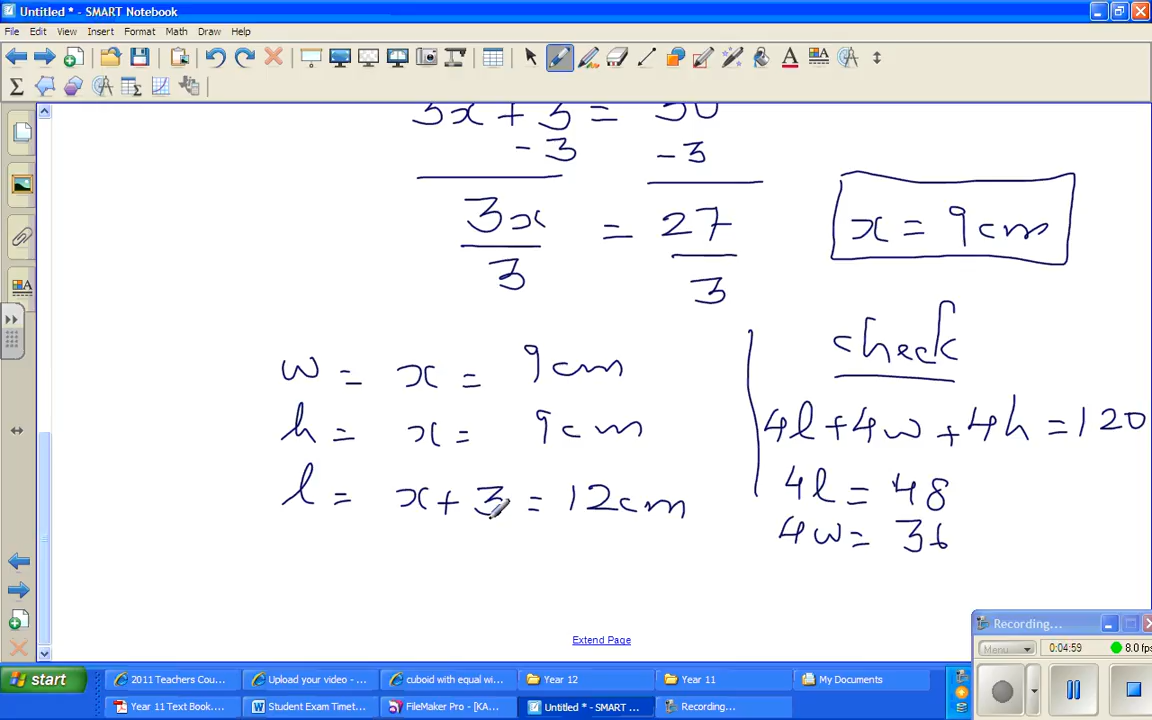 Untitled * - SMART Notebook
File Edit View Insert Format Math Draw Help
3x + 3 = 30
- 3 - 3
3x = 27
3 3
x = 9cm
w = x = 9cm
h = x = 9cm
l = x + 3 = 12cm
check
4l + 4w + 4h = 120
4l = 48
4w = 36
Extend Page
Recording...
Menu 0:04:59 8.0 fps
start
2011 Teachers Cou...
Upload your video - ...
cuboid with equal wi...
Year 12
Year 11
My Documents
Year 11 Text Book....
Student Exam Timet...
FileMaker Pro - [KA...
Untitled * - SMART ...
Recording...